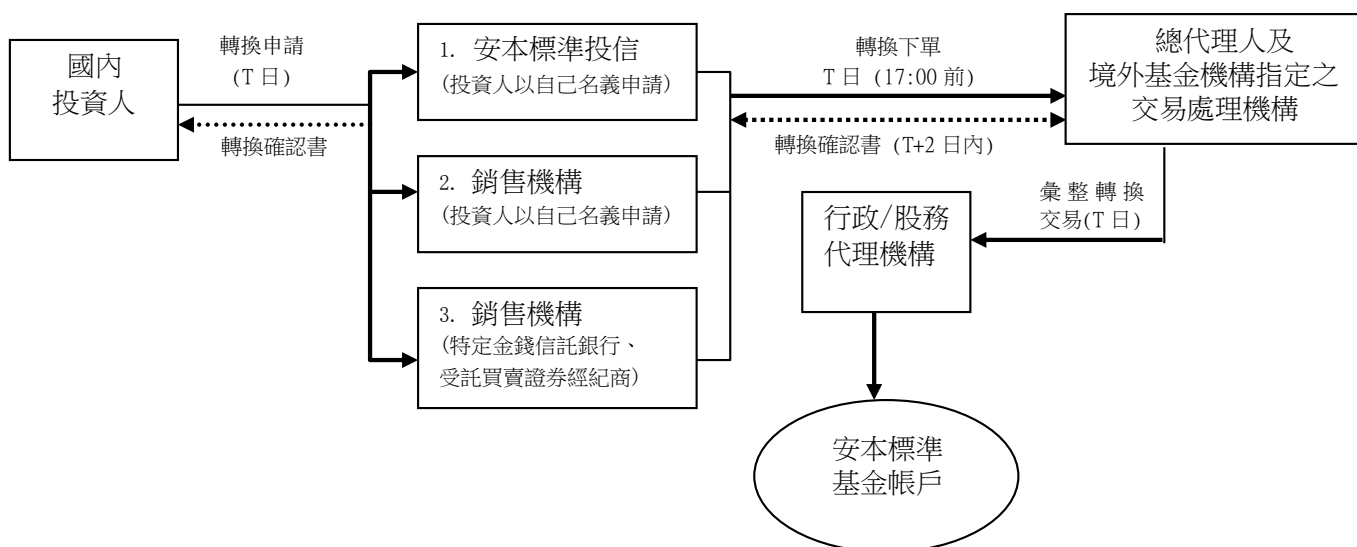 國內
投資人
轉換申請
(T 日)
轉換確認書
1. 安本標準投信
(投資人以自己名義申請)
2. 銷售機構
(投資人以自己名義申請)
3. 銷售機構
(特定金錢信託銀行、
受託買賣證券經紀商)
轉換下單
T 日 (17:00 前)
轉換確認書 (T+2 日內)
總代理人及
境外基金機構指定之
交易處理機構
彙整轉換
交易(T 日)
行政/股務
代理機構
安本標準
基金帳戶